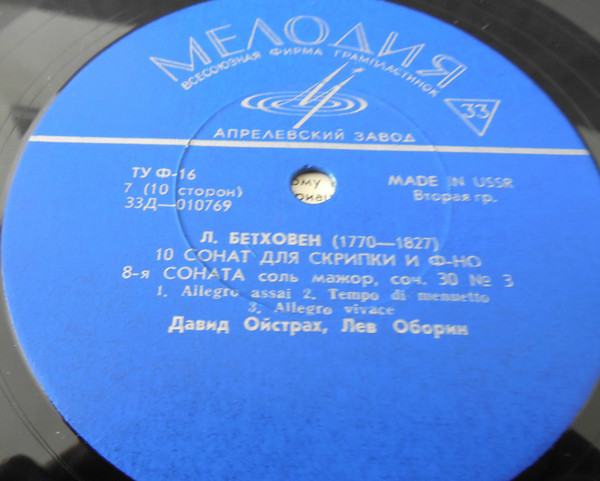 МЕЛОДИЯ
ВСЕСОЮЗНАЯ ФИРМА ГРАМПЛАСТИНОК
33
АПРЕЛЕВСКИЙ ЗАВОД
ТУ Ф-16
7 (10 сторон)
33Д—010769
MADE IN USSR
Вторая гр.
Л. БЕТХОВЕН (1770—1827)
10 СОНАТ ДЛЯ СКРИПКИ И Ф-НО
8-я СОНАТА соль мажор, соч. 30 № 3
1. Allegro assai 2. Tempo di menuetto
3. Allegro vivace
Давид Ойстрах, Лев Оборин